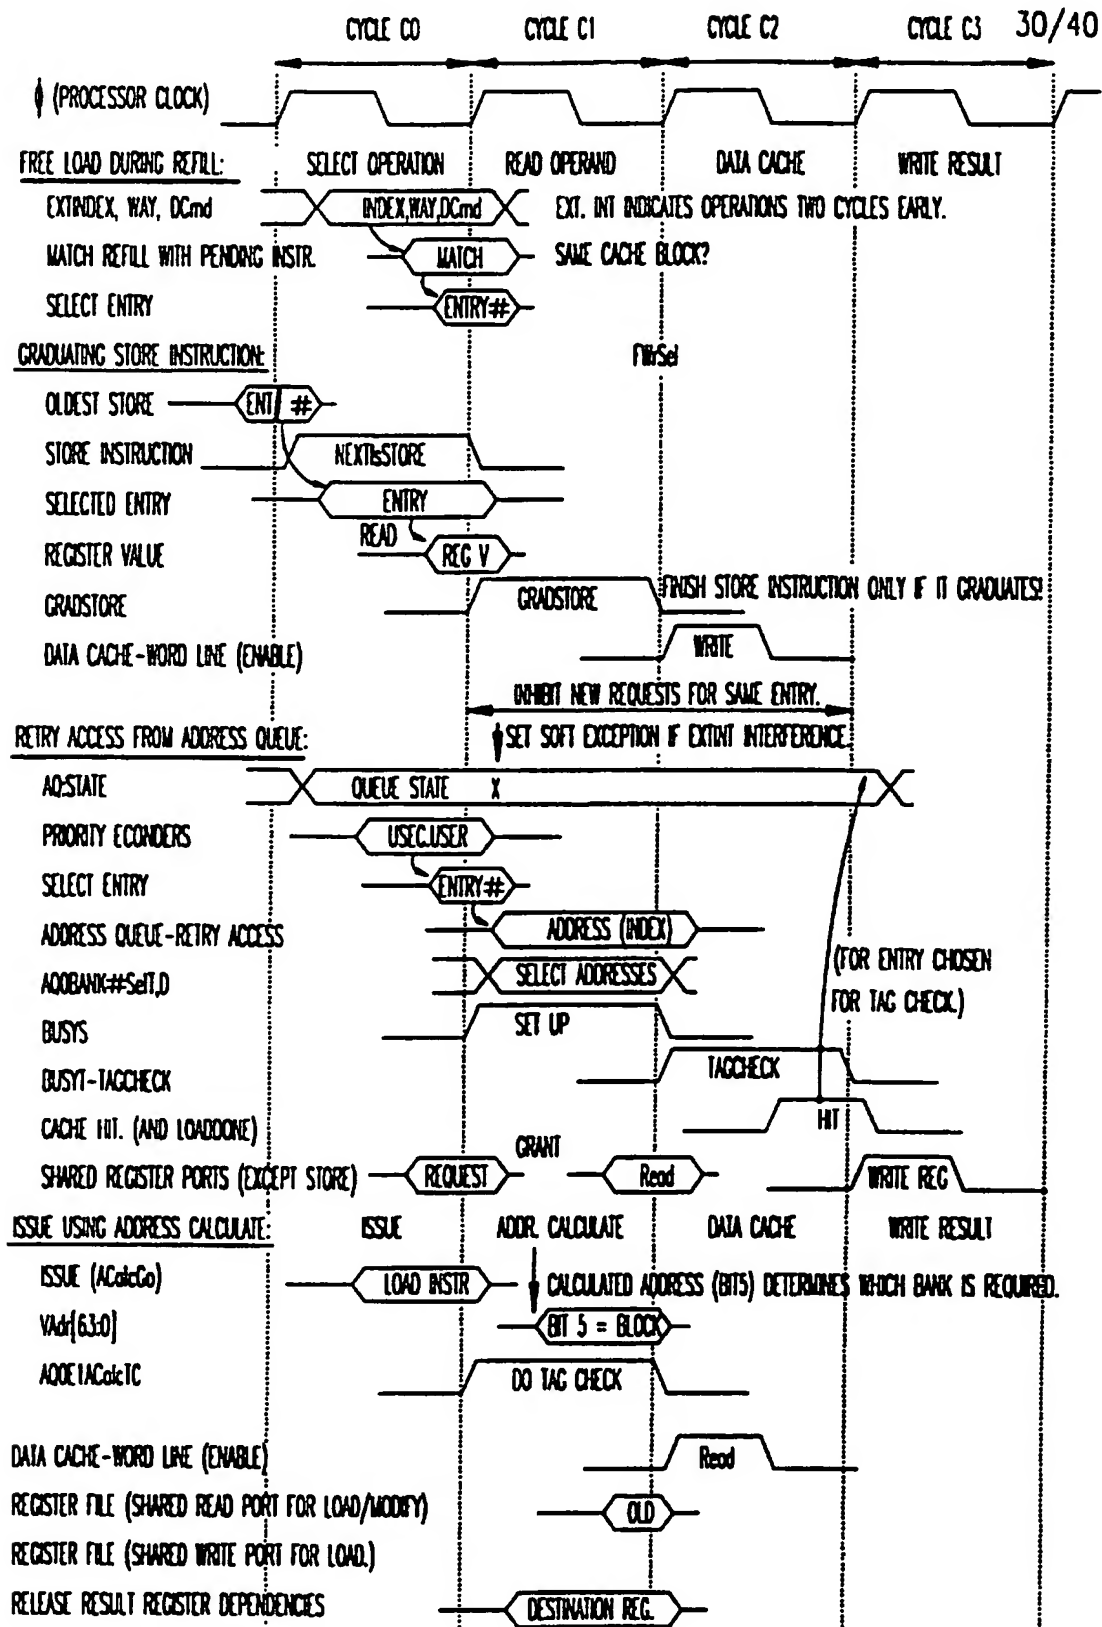 CYCLE C0 CYCLE C1 CYCLE C2 CYCLE C3 30/40
ϕ (PROCESSOR CLOCK)
FREE LOAD DURING REFILL: SELECT OPERATION READ OPERAND DATA CACHE WRITE RESULT
EXTINDEX, WAY, DCmd INDEX,WAY,DCmd EXT. INT INDICATES OPERATIONS TWO CYCLES EARLY.
MATCH REFILL WITH PENDING INSTR. MATCH SAME CACHE BLOCK?
SELECT ENTRY ENTRY#
GRADUATING STORE INSTRUCTION:
OLDEST STORE ENT #
STORE INSTRUCTION NEXTIsSTORE
SELECTED ENTRY ENTRY
READ
REGISTER VALUE REG V
GRADSTORE GRADSTORE FINISH STORE INSTRUCTION ONLY IF IT GRADUATES!
DATA CACHE-WORD LINE (ENABLE) WRITE
INHIBIT NEW REQUESTS FOR SAME ENTRY.
RETRY ACCESS FROM ADDRESS QUEUE: SET SOFT EXCEPTION IF EXTINT INTERFERENCE.
AQ:STATE QUEUE STATE X
PRIORITY ECONDERS USEC.USER
SELECT ENTRY ENTRY#
ADDRESS QUEUE-RETRY ACCESS ADDRESS (INDEX)
AQOBANK##SelT,D SELECT ADDRESSES (FOR ENTRY CHOSEN
FOR TAG CHECK.)
BUSYS SET UP
BUSYT-TAGCHECK TAGCHECK
CACHE HIT. (AND LOADDONE) HIT
GRANT
SHARED REGISTER PORTS (EXCEPT STORE) REQUEST Read WRITE REG
ISSUE USING ADDRESS CALCULATE: ISSUE ADDR. CALCULATE DATA CACHE WRITE RESULT
ISSUE (ACalcGo) LOAD INSTR CALCULATED ADDRESS (BIT5) DETERMINES WHICH BANK IS REQUIRED.
VAdr[63:0] BIT 5 = BLOCK
DO TAG CHECK
DATA CACHE-WORD LINE (ENABLE) Read
REGISTER FILE (SHARED READ PORT FOR LOAD/MODIFY) OLD
REGISTER FILE (SHARED WRITE PORT FOR LOAD.)
RELEASE RESULT REGISTER DEPENDENCIES DESTINATION REG.